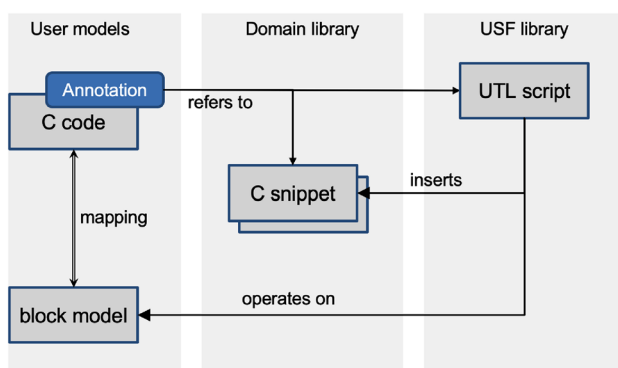 User models
Domain library
USF library
Annotation
refers to
UTL script
C code
C snippet
inserts
mapping
operates on
block model